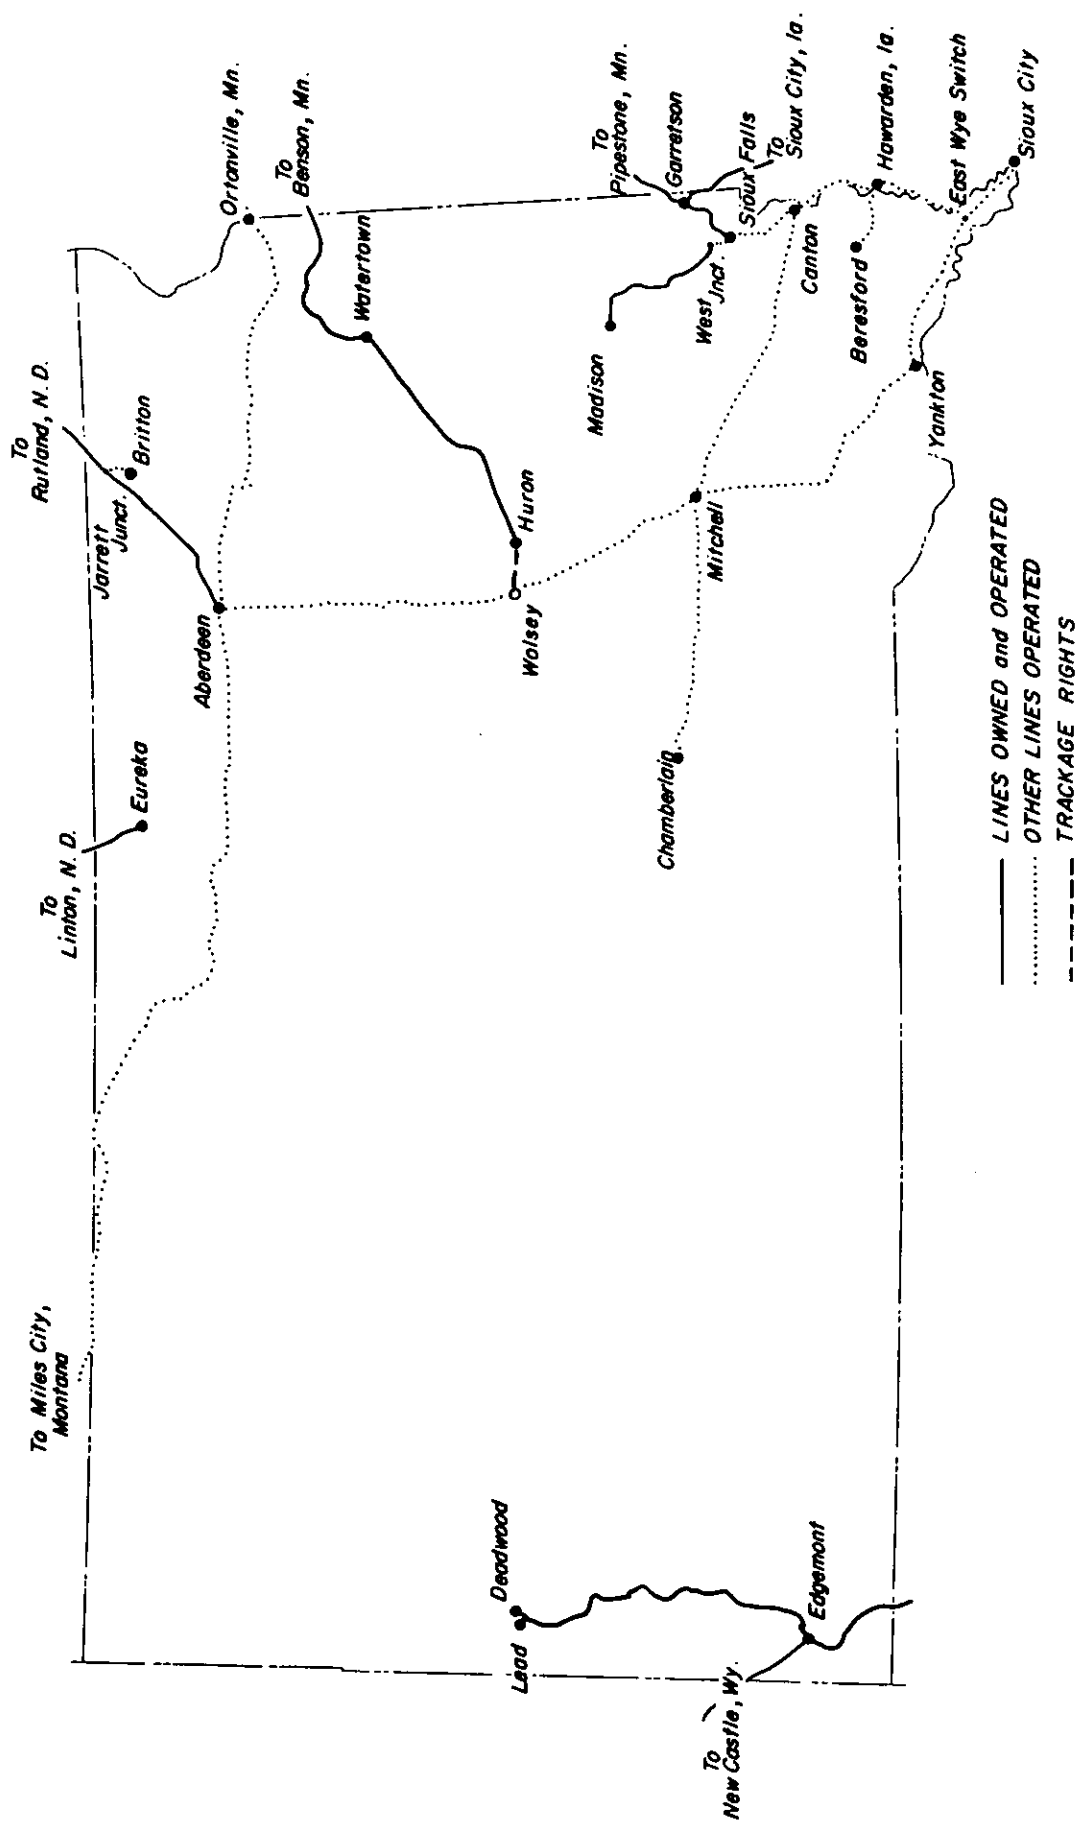 To
Rutland, N. D.
To Miles City,
Montana
To
Linton, N. D.
Eureka
Jarrett
Junct.
Britton
Aberdeen
Ortonville, Mn.
To
Benson, Mn.
Watertown
Huron
Wolsey
Deadwood
Lead
Edgemont
To
New Castle, Wy.
Chamberlain
Mitchell
Madison
To
Pipestone, Mn.
Garretson
West Jnct.
Sioux Falls
To
Sioux City, Ia.
Canton
Beresford
Hawarden, Ia.
East Wye Switch
Sioux City
Yankton
LINES OWNED and OPERATED
OTHER LINES OPERATED
TRACKAGE RIGHTS